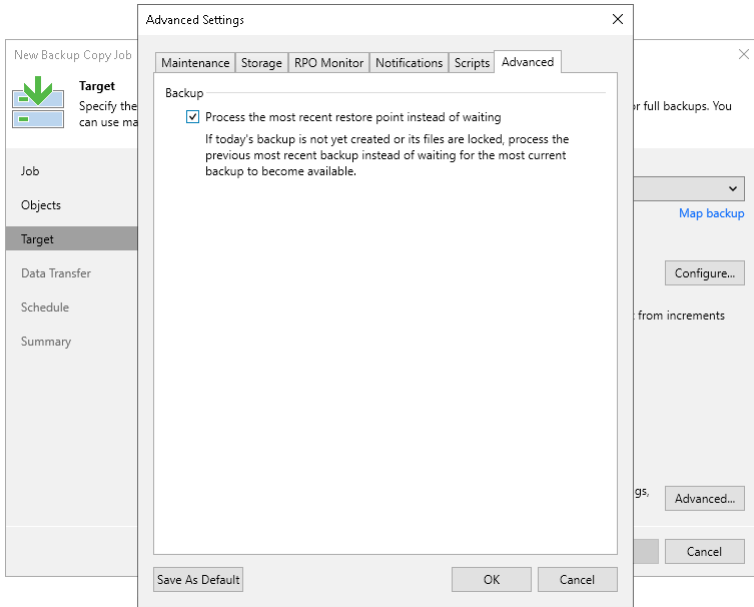 Advanced Settings
New Backup Copy Job
Target
Specify the
can use ma
or full backups. You
Maintenance Storage RPO Monitor Notifications Scripts Advanced
Backup
Process the most recent restore point instead of waiting
If today's backup is not yet created or its files are locked, process the
previous most recent backup instead of waiting for the most current
backup to become available.
Job
Objects
Target
Data Transfer
Schedule
Summary
Map backup
Configure...
from increments
gs,
Advanced...
Cancel
Save As Default
OK
Cancel